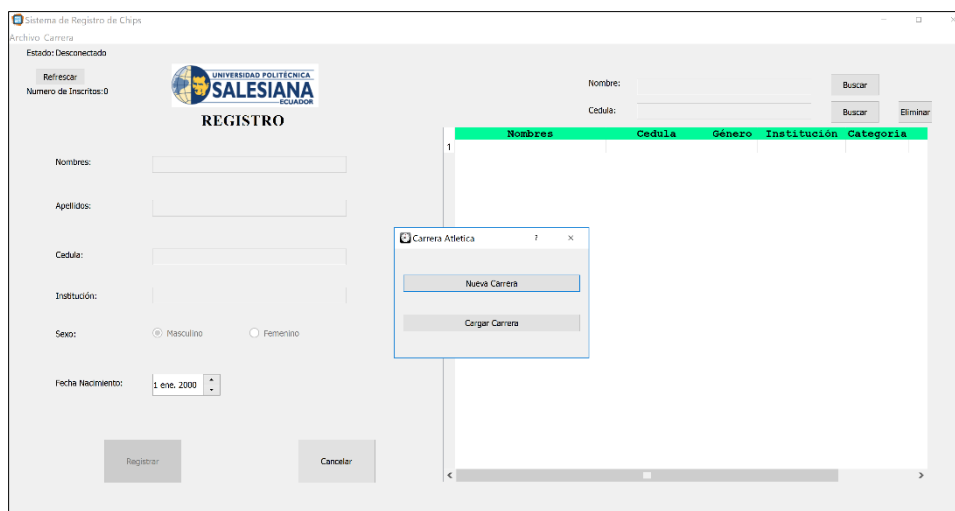 Sistema de Registro de Chips
Archivo Carrera
Estado: Desconectado
Refrescar
Numero de Inscritos:0
UNIVERSIDAD POLITÉCNICA
SALESIANA
ECUADOR
REGISTRO
Nombre:
Buscar
Cedula:
Buscar
Eliminar
Nombres Cedula Género Institución Categoria
1
Nombres:
Apellidos:
Cedula:
Institución:
Sexo:
Masculino
Femenino
Fecha Nacimiento:
1 ene. 2000
Registrar
Cancelar
Carrera Atletica
?
Nueva Carrera
Cargar Carrera